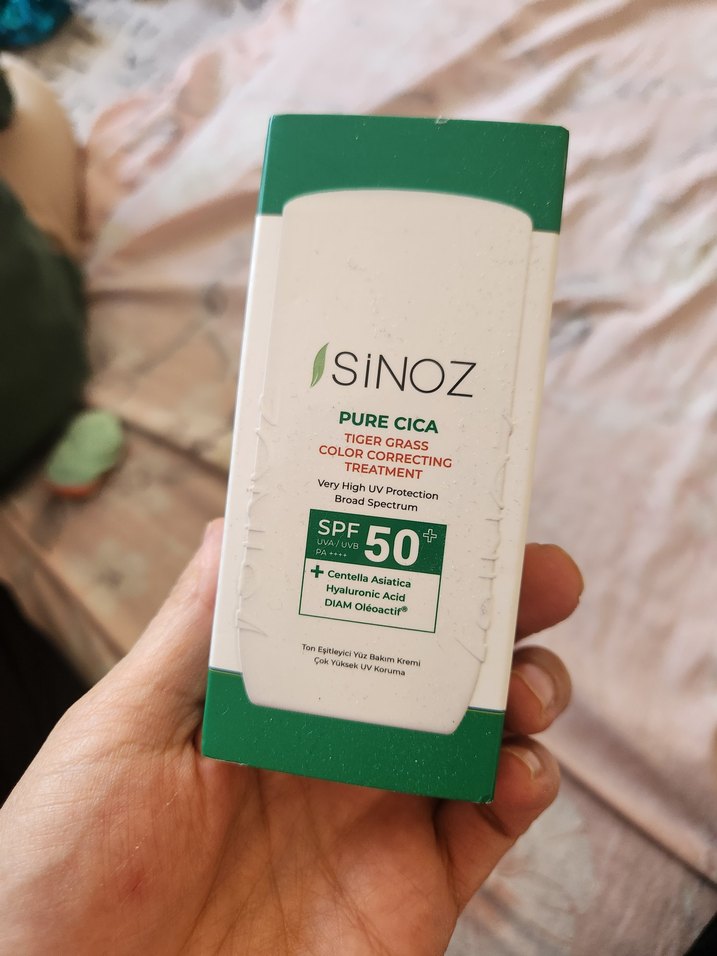 SiNOZ
PURE CICA
TIGER GRASS
COLOR CORRECTING
TREATMENT
Very High UV Protection
Broad Spectrum
SPF 50+
UVA / UVB
PA ++++
+ Centella Asiatica
Hyaluronic Acid
DIAM Oléoactif®
Ton Eşitleyici Yüz Bakım Kremi
Çok Yüksek UV Koruma